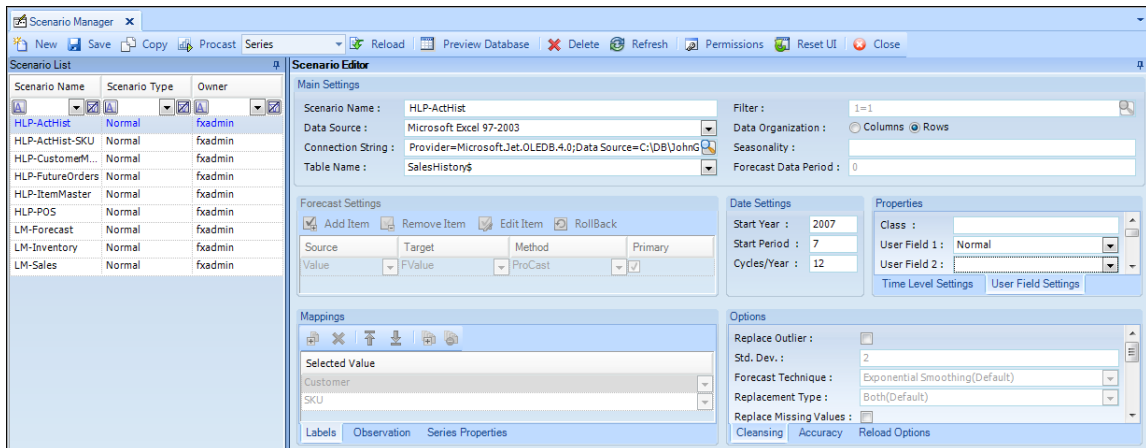 Scenario Manager X
New Save Copy Procast Series Reload Preview Database Delete Refresh Permissions Reset UI Close
Scenario List
Scenario Name Scenario Type Owner
A A A
HLP-ActHist Normal fxadmin
HLP-ActHist-SKU Normal fxadmin
HLP-CustomerM... Normal fxadmin
HLP-FutureOrders Normal fxadmin
HLP-ItemMaster Normal fxadmin
HLP-POS Normal fxadmin
LM-Forecast Normal fxadmin
LM-Inventory Normal fxadmin
LM-Sales Normal fxadmin
Scenario Editor
Main Settings
Scenario Name : HLP-ActHist
Data Source : Microsoft Excel 97-2003
Connection String : Provider=Microsoft.Jet.OLEDB.4.0;Data Source=C:\DB\JohnG
Table Name : SalesHistory$
Filter : 1=1
Data Organization : Columns Rows
Seasonality :
Forecast Data Period : 0
Forecast Settings
Add Item Remove Item Edit Item RollBack
Source Target Method Primary
Value FValue ProCast
Date Settings
Start Year : 2007
Start Period : 7
Cycles/Year : 12
Properties
Class :
User Field 1 : Normal
User Field 2 :
Time Level Settings User Field Settings
Mappings
Selected Value
Customer
SKU
Labels Observation Series Properties
Options
Replace Outlier :
Std. Dev. : 2
Forecast Technique : Exponential Smoothing(Default)
Replacement Type : Both(Default)
Replace Missing Values :
Cleansing Accuracy Reload Options